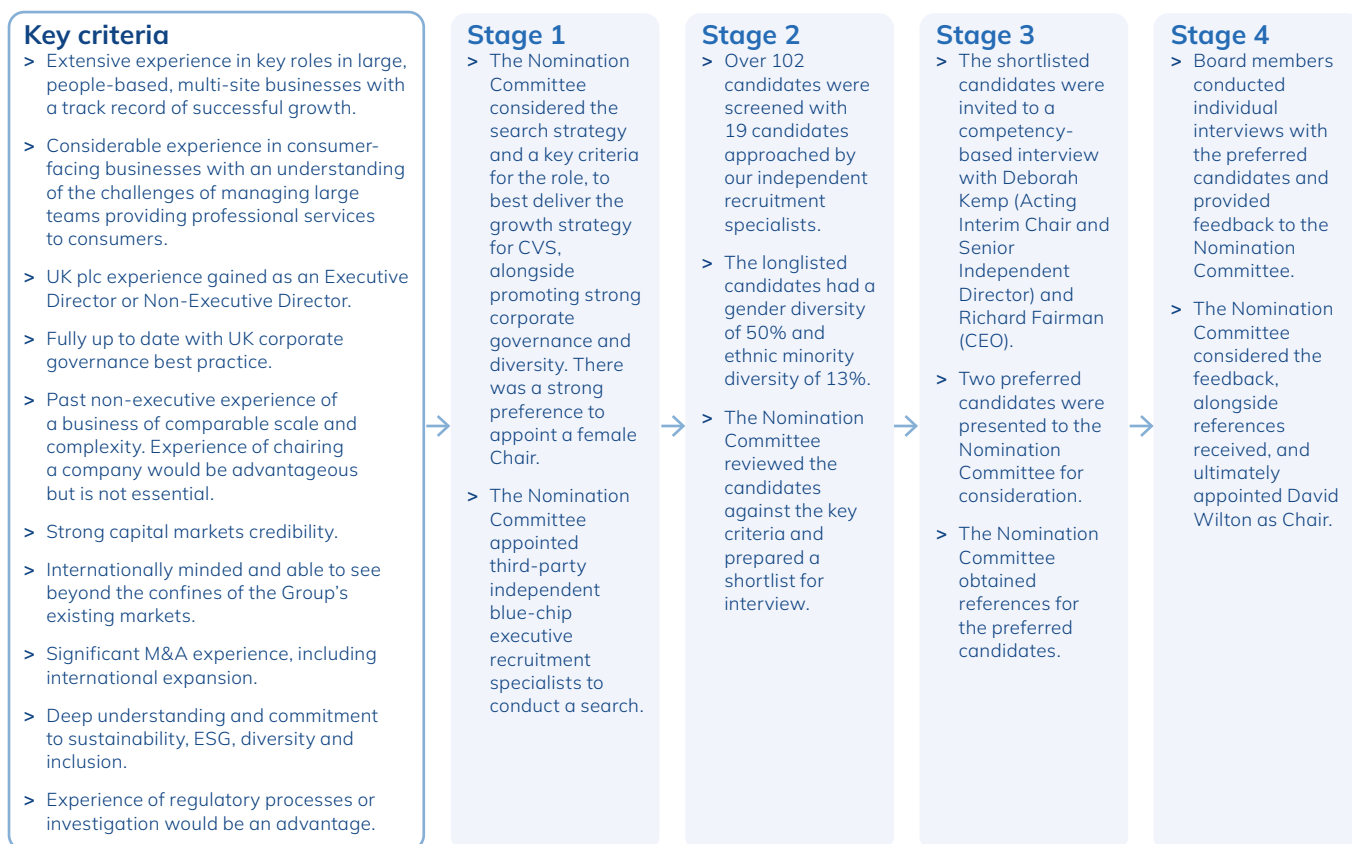 Key criteria
> Extensive experience in key roles in large,
people-based, multi-site businesses with
a track record of successful growth.
> Considerable experience in consumer-
facing businesses with an understanding
of the challenges of managing large
teams providing professional services
to consumers.
> UK plc experience gained as an Executive
Director or Non-Executive Director.
> Fully up to date with UK corporate
governance best practice.
> Past non-executive experience of
a business of comparable scale and
complexity. Experience of chairing
a company would be advantageous
but is not essential.
> Strong capital markets credibility.
> Internationally minded and able to see
beyond the confines of the Group's
existing markets.
> Significant M&A experience, including
international expansion.
> Deep understanding and commitment
to sustainability, ESG, diversity and
inclusion.
> Experience of regulatory processes or
investigation would be an advantage.
Stage 1
> The Nomination
Committee
considered the
search strategy
and a key criteria
for the role, to
best deliver the
growth strategy
for CVS,
alongside
promoting strong
corporate
governance and
diversity. There
was a strong
preference to
appoint a female
Chair.
> The Nomination
Committee
appointed
third-party
independent
blue-chip
executive
recruitment
specialists to
conduct a search.
Stage 2
> Over 102
candidates were
screened with
19 candidates
approached by
our independent
recruitment
specialists.
> The longlisted
candidates had a
gender diversity
of 50% and
ethnic minority
diversity of 13%.
> The Nomination
Committee
reviewed the
candidates
against the key
criteria and
prepared a
shortlist for
interview.
Stage 3
> The shortlisted
candidates were
invited to a
competency-
based interview
with Deborah
Kemp (Acting
Interim Chair and
Senior
Independent
Director) and
Richard Fairman
(CEO).
> Two preferred
candidates were
presented to the
Nomination
Committee for
consideration.
> The Nomination
Committee
obtained
references for
the preferred
candidates.
Stage 4
> Board members
conducted
individual
interviews with
the preferred
candidates and
provided
feedback to the
Nomination
Committee.
> The Nomination
Committee
considered the
feedback,
alongside
references
received, and
ultimately
appointed David
Wilton as Chair.